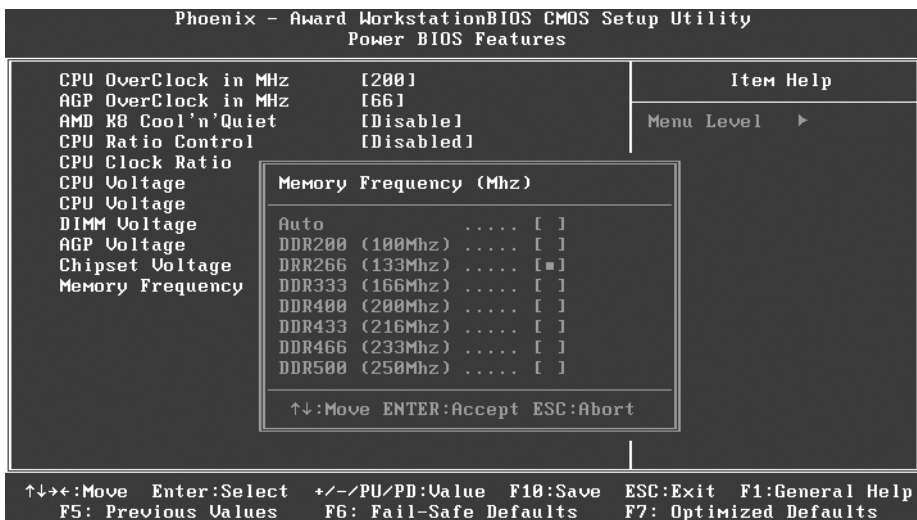 Phoenix - Award WorkstationBIOS CMOS Setup Utility
Power BIOS Features
CPU OverClock in MHz [200]
AGP OverClock in MHz [66]
AMD K8 Cool'n'Quiet [Disable]
CPU Ratio Control [Disabled]
CPU Clock Ratio
CPU Voltage
CPU Voltage
DIMM Voltage
AGP Voltage
Chipset Voltage
Memory Frequency
Memory Frequency (Mhz)
Auto ..... [ ]
DDR200 (100Mhz) ..... [ ]
DRR266 (133Mhz) ..... [■]
DDR333 (166Mhz) ..... [ ]
DDR400 (200Mhz) ..... [ ]
DDR433 (216Mhz) ..... [ ]
DDR466 (233Mhz) ..... [ ]
DDR500 (250Mhz) ..... [ ]
↑↓:Move ENTER:Accept ESC:Abort
Item Help
Menu Level ▶
↑↓→←:Move Enter:Select +/-/PU/PD:Value F10:Save ESC:Exit F1:General Help
F5: Previous Values F6: Fail-Safe Defaults F7: Optimized Defaults